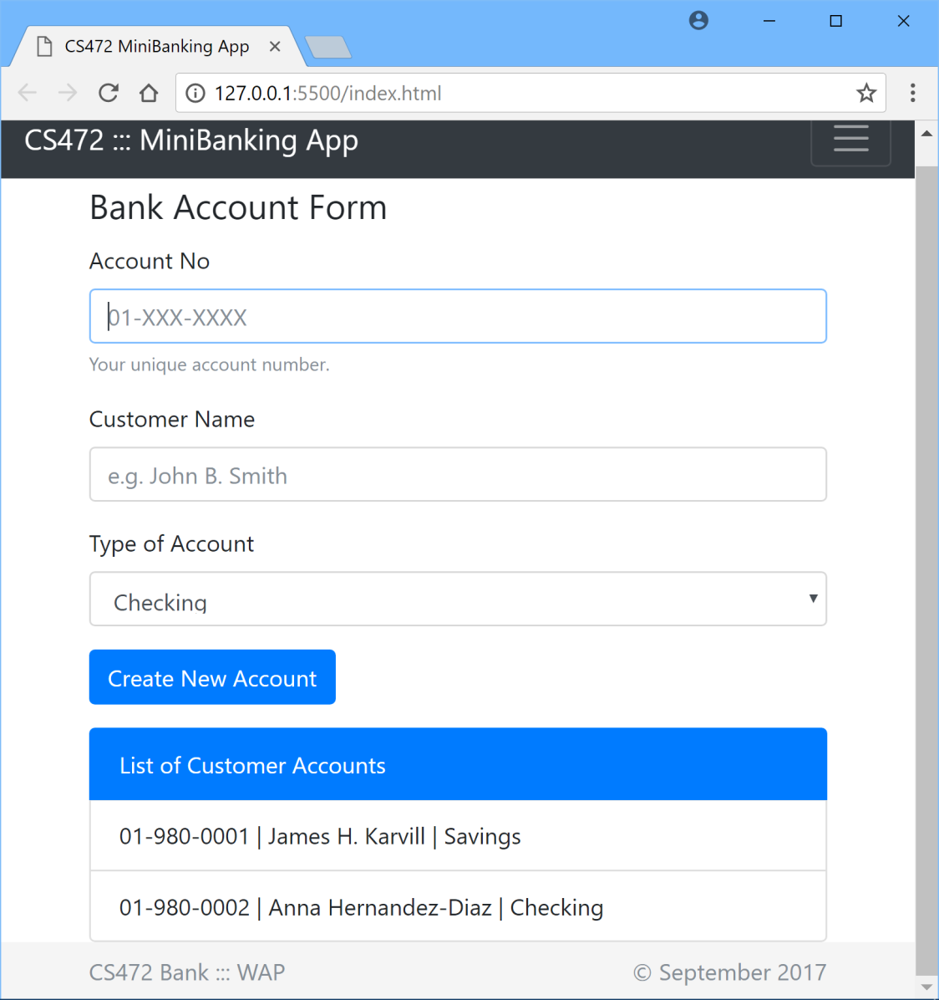 CS472 MiniBanking App
127.0.0.1:5500/index.html
CS472 ::: MiniBanking App
Bank Account Form
Account No
01-XXX-XXXX
Your unique account number.
Customer Name
e.g. John B. Smith
Type of Account
Checking
Create New Account
List of Customer Accounts
01-980-0001 | James H. Karvill | Savings
01-980-0002 | Anna Hernandez-Diaz | Checking
CS472 Bank ::: WAP © September 2017